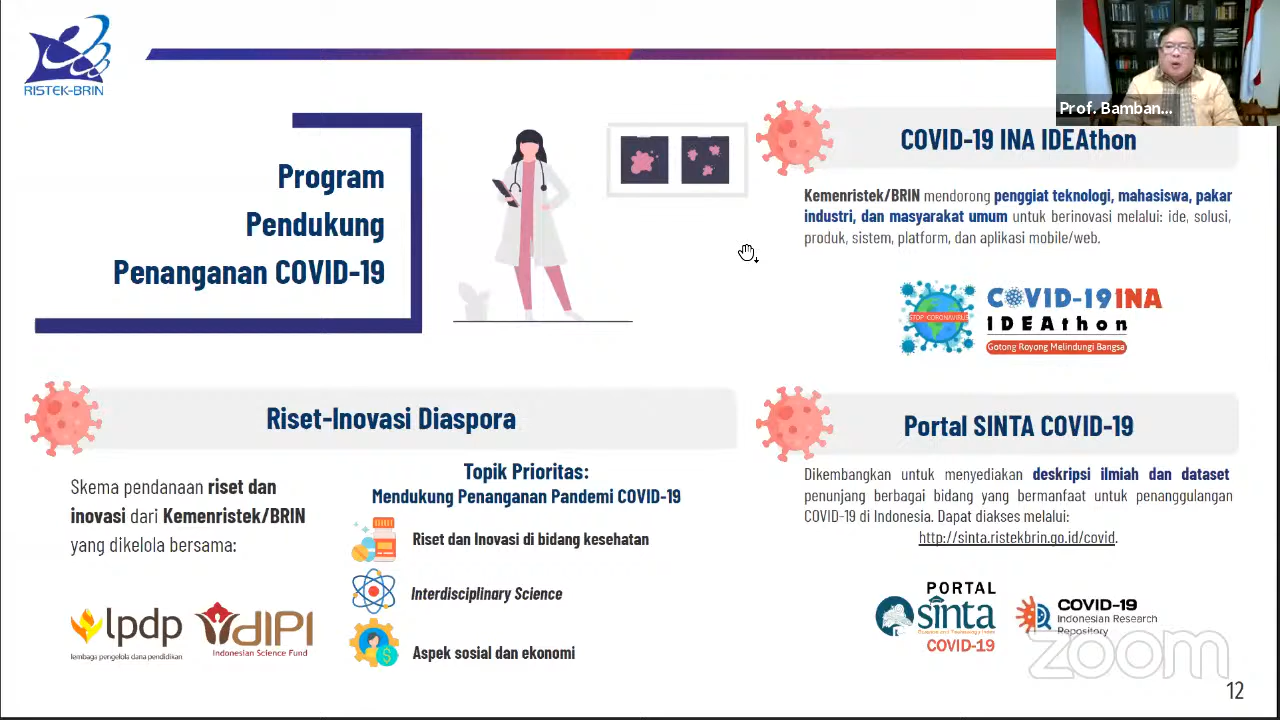 RISTEK-BRIN
Prof. Bamban...
Program
Pendukung
Penanganan COVID-19
COVID-19 INA IDEAthon
Kemenristek/BRIN mendorong penggiat teknologi, mahasiswa, pakar
industri, dan masyarakat umum untuk berinovasi melalui: ide, solusi,
produk, sistem, platform, dan aplikasi mobile/web.
STOP CORONAVIRUS
COVID-19INA
IDEAthon
Gotong Royong Melindungi Bangsa
Riset-Inovasi Diaspora
Skema pendanaan riset dan
inovasi dari Kemenristek/BRIN
yang dikelola bersama:
lpdp
lembaga pengelola dana pendidikan
dIPI
Indonesian Science Fund
Topik Prioritas:
Mendukung Penanganan Pandemi COVID-19
Riset dan Inovasi di bidang kesehatan
Interdisciplinary Science
Aspek sosial dan ekonomi
Portal SINTA COVID-19
Dikembangkan untuk menyediakan deskripsi ilmiah dan dataset
penunjang berbagai bidang yang bermanfaat untuk penanggulangan
COVID-19 di Indonesia. Dapat diakses melalui:
http://sinta.ristekbrin.go.id/covid.
PORTAL
sinta
Science and Technology Index
COVID-19
COVID-19
Indonesian Research
Repository
zoom
12